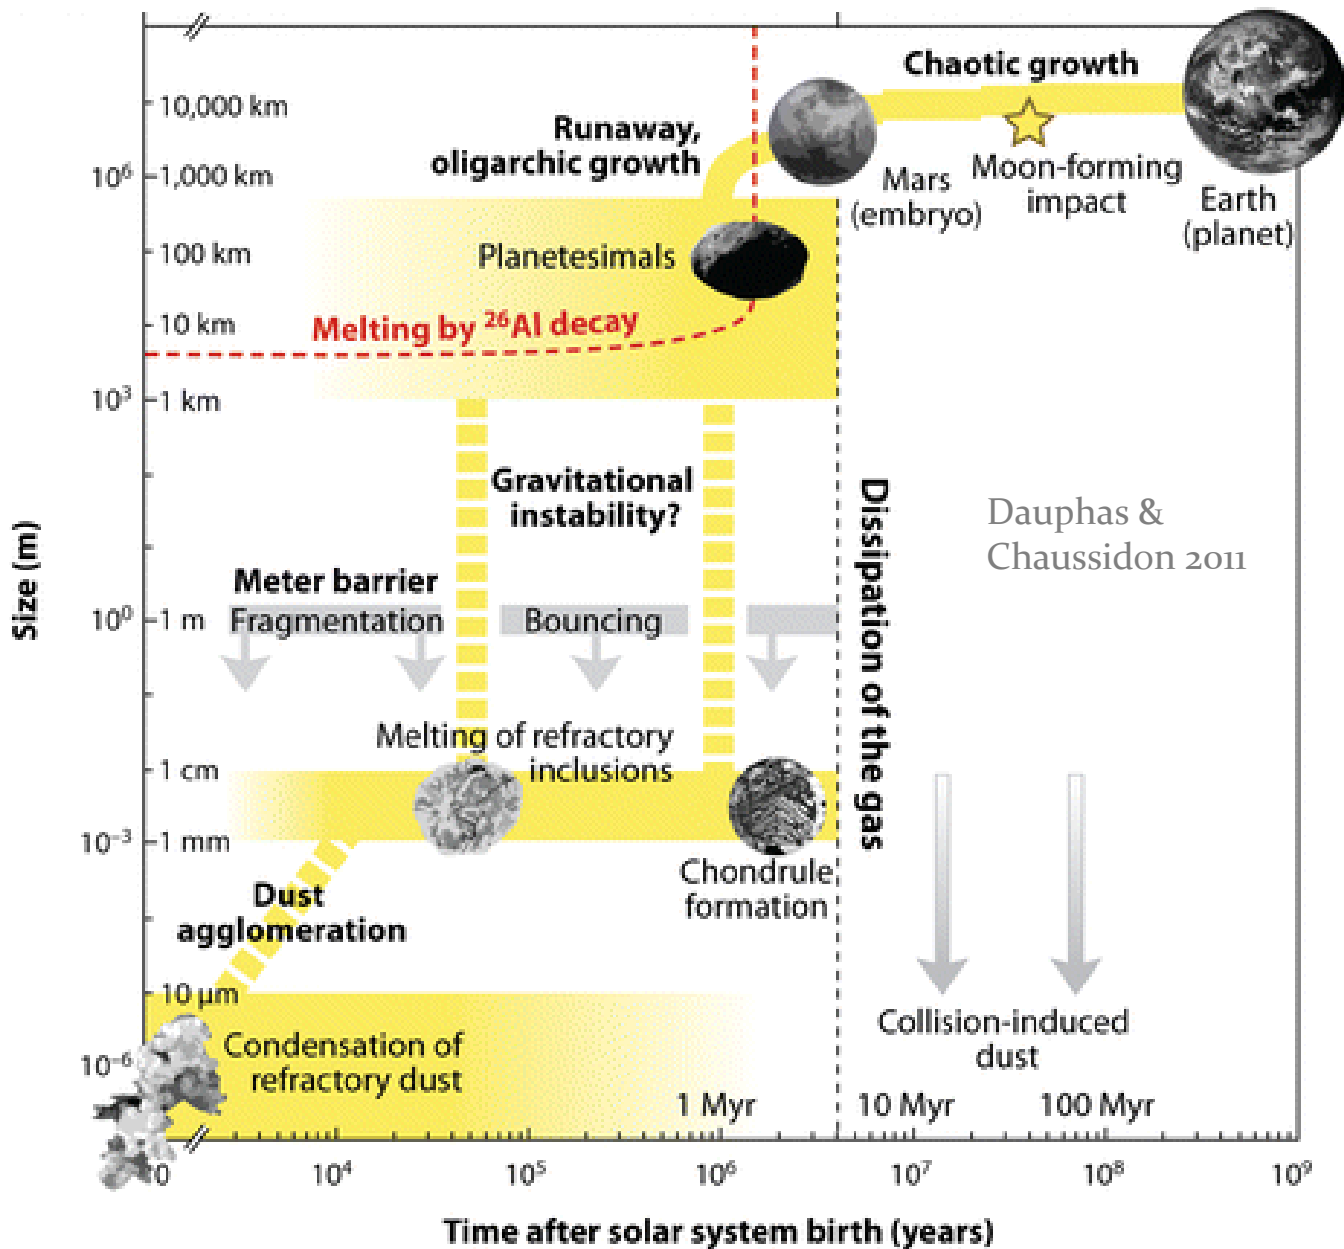 10,000 km
10⁶
1,000 km
100 km
10 km
10³
1 km
10⁰
1 m
1 cm
10⁻³
1 mm
10 µm
10⁻⁶
Size (m)
Chaotic growth
Runaway,
oligarchic growth
Mars
(embryo)
Moon-forming
impact
Earth
(planet)
Planetesimals
Melting by ²⁶Al decay
Gravitational
instability?
Meter barrier
Fragmentation
Bouncing
Dissipation of the gas
Dauphas &
Chaussidon 2011
Melting of refractory
inclusions
Chondrule
formation
Dust
agglomeration
Condensation of
refractory dust
Collision-induced
dust
1 Myr
10 Myr
100 Myr
0
10⁴
10⁵
10⁶
10⁷
10⁸
10⁹
Time after solar system birth (years)